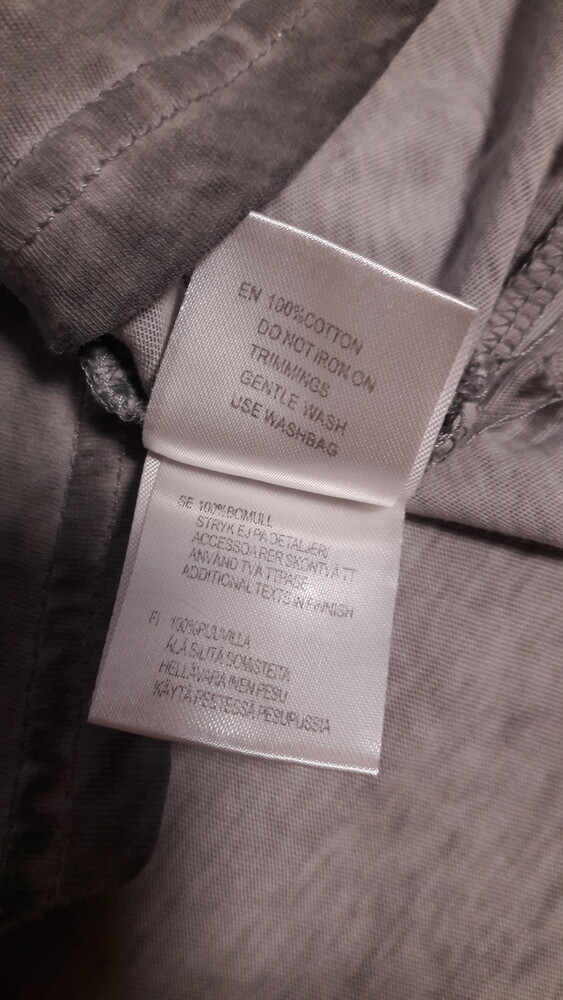 EN 100%COTTON
DO NOT IRON ON
TRIMMINGS
GENTLE WASH
USE WASHBAG
SE 100%BOMULL
STRYK EJ PÅ DETALJER/
ACCESSOARER SKONTVÄTT
ANVÄND TVÄTTPÅSE
ADDITIONAL TEXTS IN FINNISH
FI 100%PUUVILLA
ÄLÄ SILITÄ SOMISTEITA
HELLÄVARAINEN PESU
KÄYTÄ PESTESSÄ PESUPUSSIA